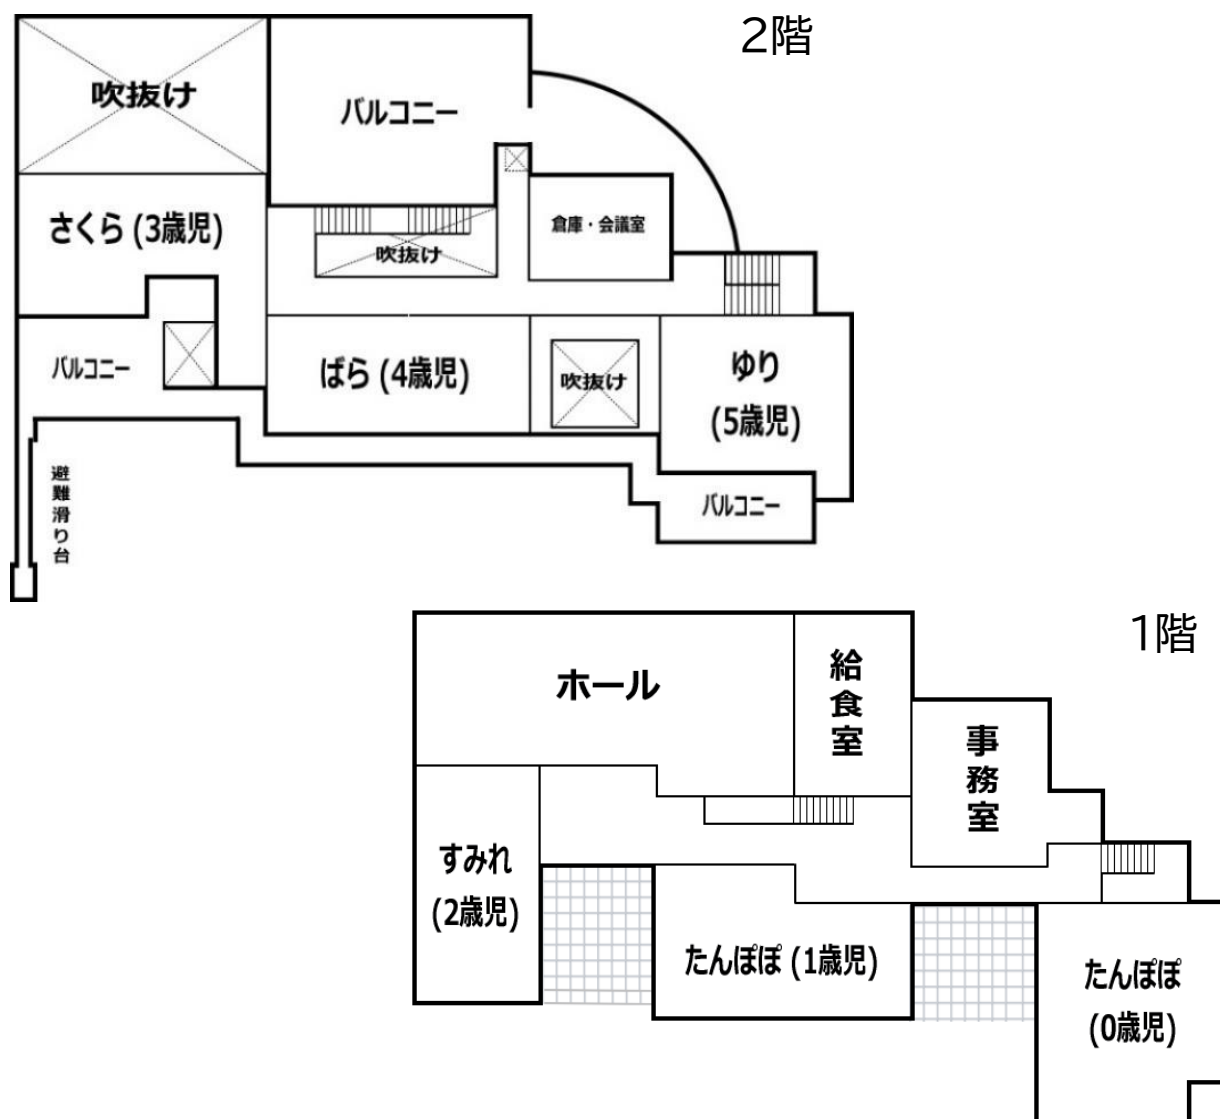 2階
吹抜け
バルコニー
さくら (3歳児)
倉庫・会議室
吹抜け
バルコニー
ばら (4歳児)
吹抜け
ゆり
(5歳児)
バルコニー
避難滑り台
1階
ホール
給食室
事務室
すみれ
(2歳児)
たんぽぽ (1歳児)
たんぽぽ
(0歳児)